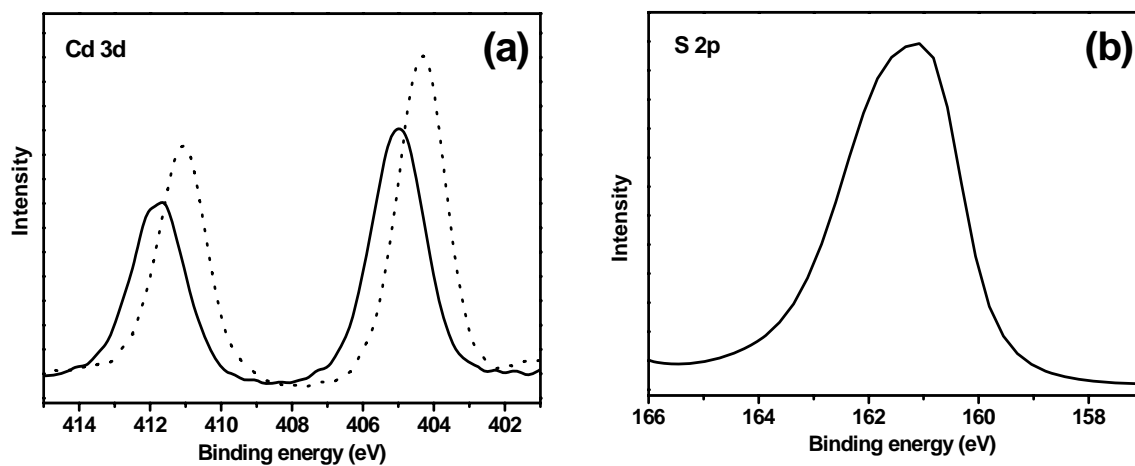 Cd 3d
(a)
Intensity
414 412 410 408 406 404 402
Binding energy (eV)
S 2p
(b)
Intensity
166 164 162 160 158
Binding energy (eV)